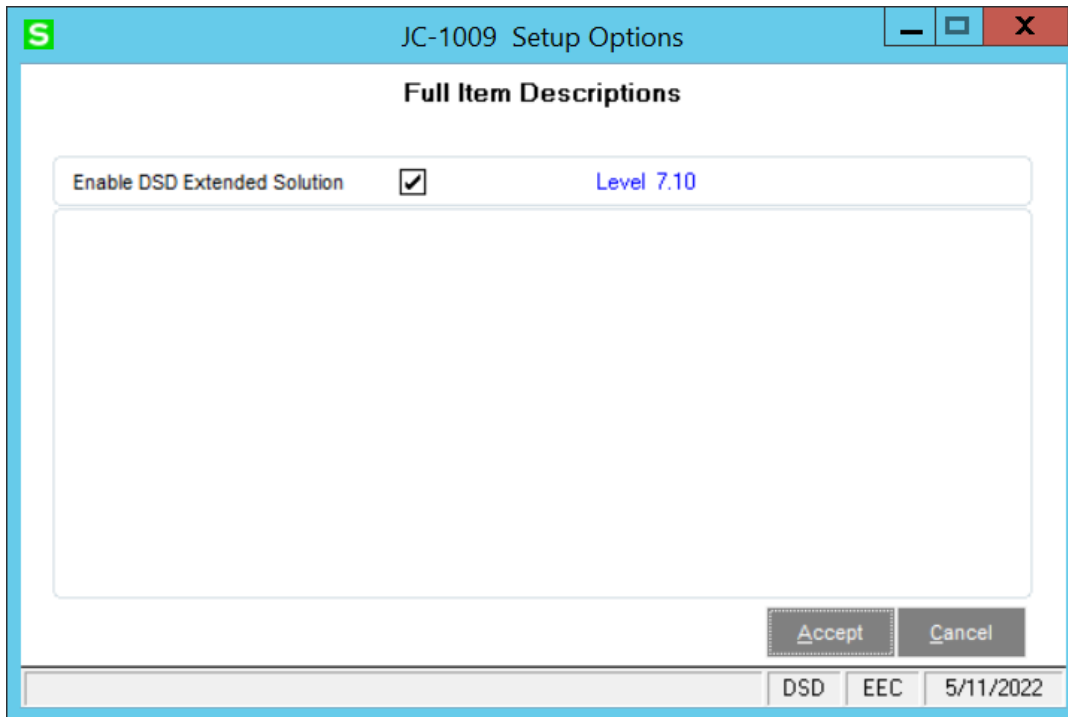 S JC-1009 Setup Options X
Full Item Descriptions
Enable DSD Extended Solution Level 7.10
Accept Cancel
DSD EEC 5/11/2022